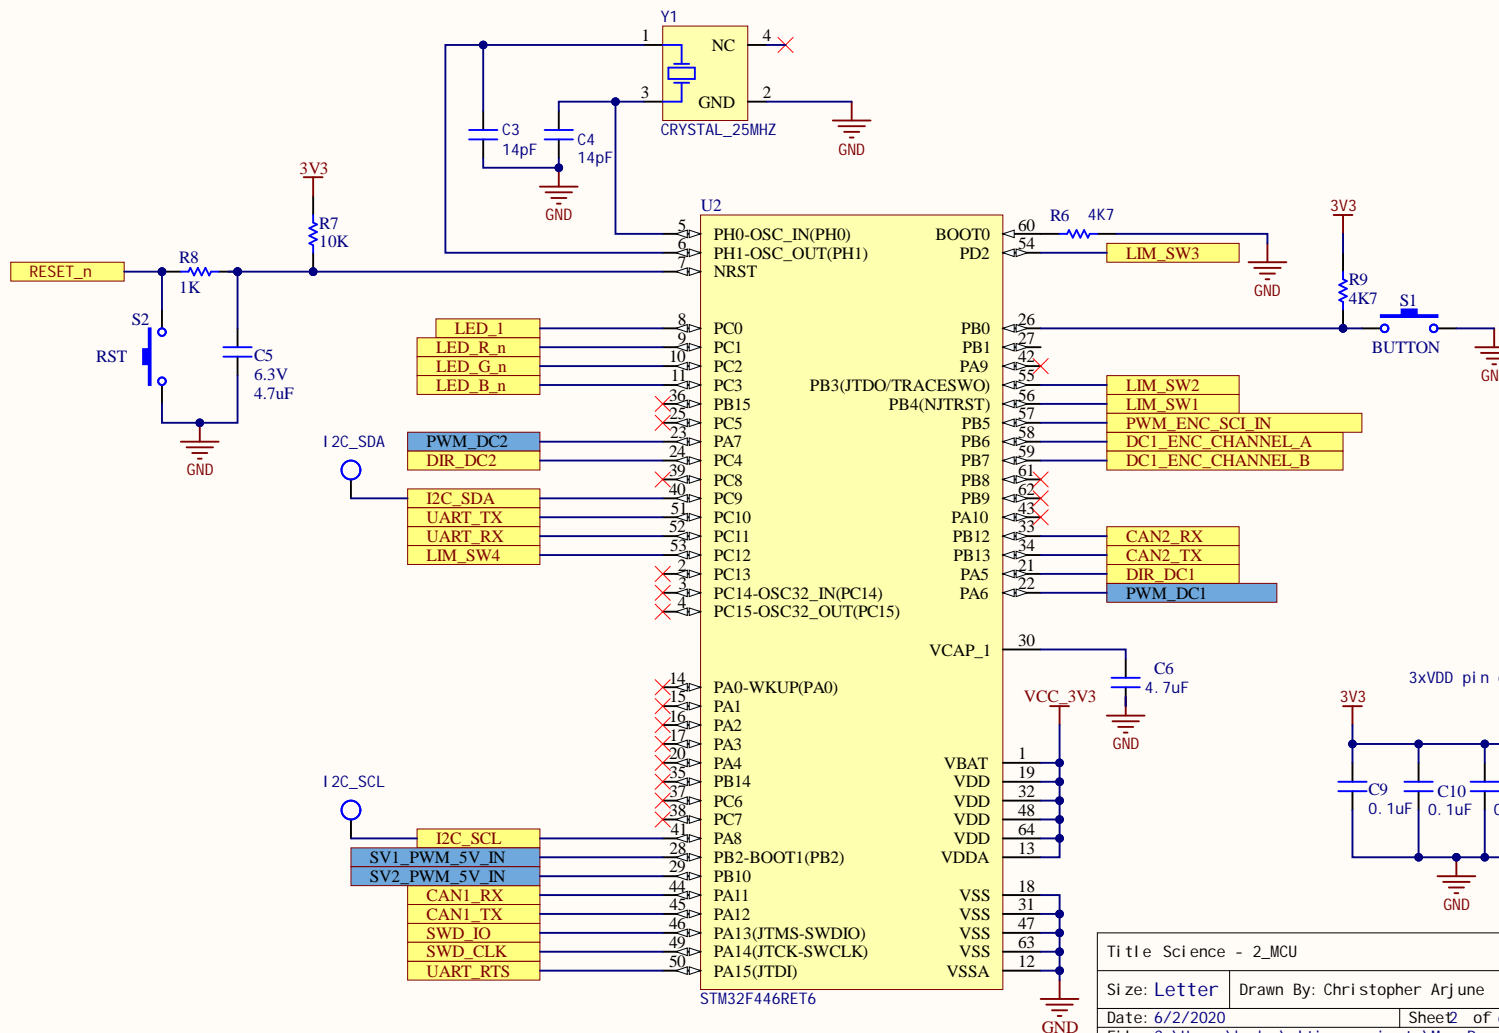 Y1
1
NC
4
3
GND
2
CRYSTAL_25MHZ
GND
C3
14pF
C4
14pF
GND
3V3
R7
10K
RESET_n
R8
1K
S2
RST
C5
6.3V
4.7uF
GND
U2
5 PH0-OSC_IN(PH0)
6 PH1-OSC_OUT(PH1)
7 NRST
LED_1 8 PC0
LED_R_n 9 PC1
LED_G_n 10 PC2
LED_B_n 11 PC3
36 PB15
25 PC5
I2C_SDA
PWM_DC2 23 PA7
DIR_DC2 24 PC4
39 PC8
I2C_SDA 40 PC9
UART_TX 51 PC10
UART_RX 52 PC11
LIM_SW4 53 PC12
2 PC13
3 PC14-OSC32_IN(PC14)
4 PC15-OSC32_OUT(PC15)
14 PA0-WKUP(PA0)
15 PA1
16 PA2
17 PA3
20 PA4
35 PB14
37 PC6
38 PC7
I2C_SCL
I2C_SCL 41 PA8
SV1_PWM_5V_IN 28 PB2-BOOT1(PB2)
SV2_PWM_5V_IN 29 PB10
CAN1_RX 44 PA11
CAN1_TX 45 PA12
SWD_IO 46 PA13(JTMS-SWDIO)
SWD_CLK 49 PA14(JTCK-SWCLK)
UART_RTS 50 PA15(JTDI)
STM32F446RET6
BOOT0 60 R6 4K7
GND
PD2 54 LIM_SW3
3V3
R9
4K7
S1
BUTTON
PB0 26
PB1 27
PA9 42
PB3(JTDO/TRACESWO) 55 LIM_SW2
PB4(NJTRST) 56 LIM_SW1
PB5 57 PWM_ENC_SCI_IN
PB6 58 DC1_ENC_CHANNEL_A
PB7 59 DC1_ENC_CHANNEL_B
PB8 61
PB9 62
PA10 43
PB12 33 CAN2_RX
PB13 34 CAN2_TX
PA5 21 DIR_DC1
PA6 22 PWM_DC1
VCAP_1 30
C6
4.7uF
GND
VCC_3V3
VBAT 1
VDD 19
VDD 32
VDD 48
VDD 64
VDDA 13
VSS 18
VSS 31
VSS 47
VSS 63
VSSA 12
GND
3xVDD pin
3V3
C9
0.1uF
C10
0.1uF
GND
Title Science - 2_MCU
Size: Letter Drawn By: Christopher Arjune
Date: 6/2/2020 Sheet2 of